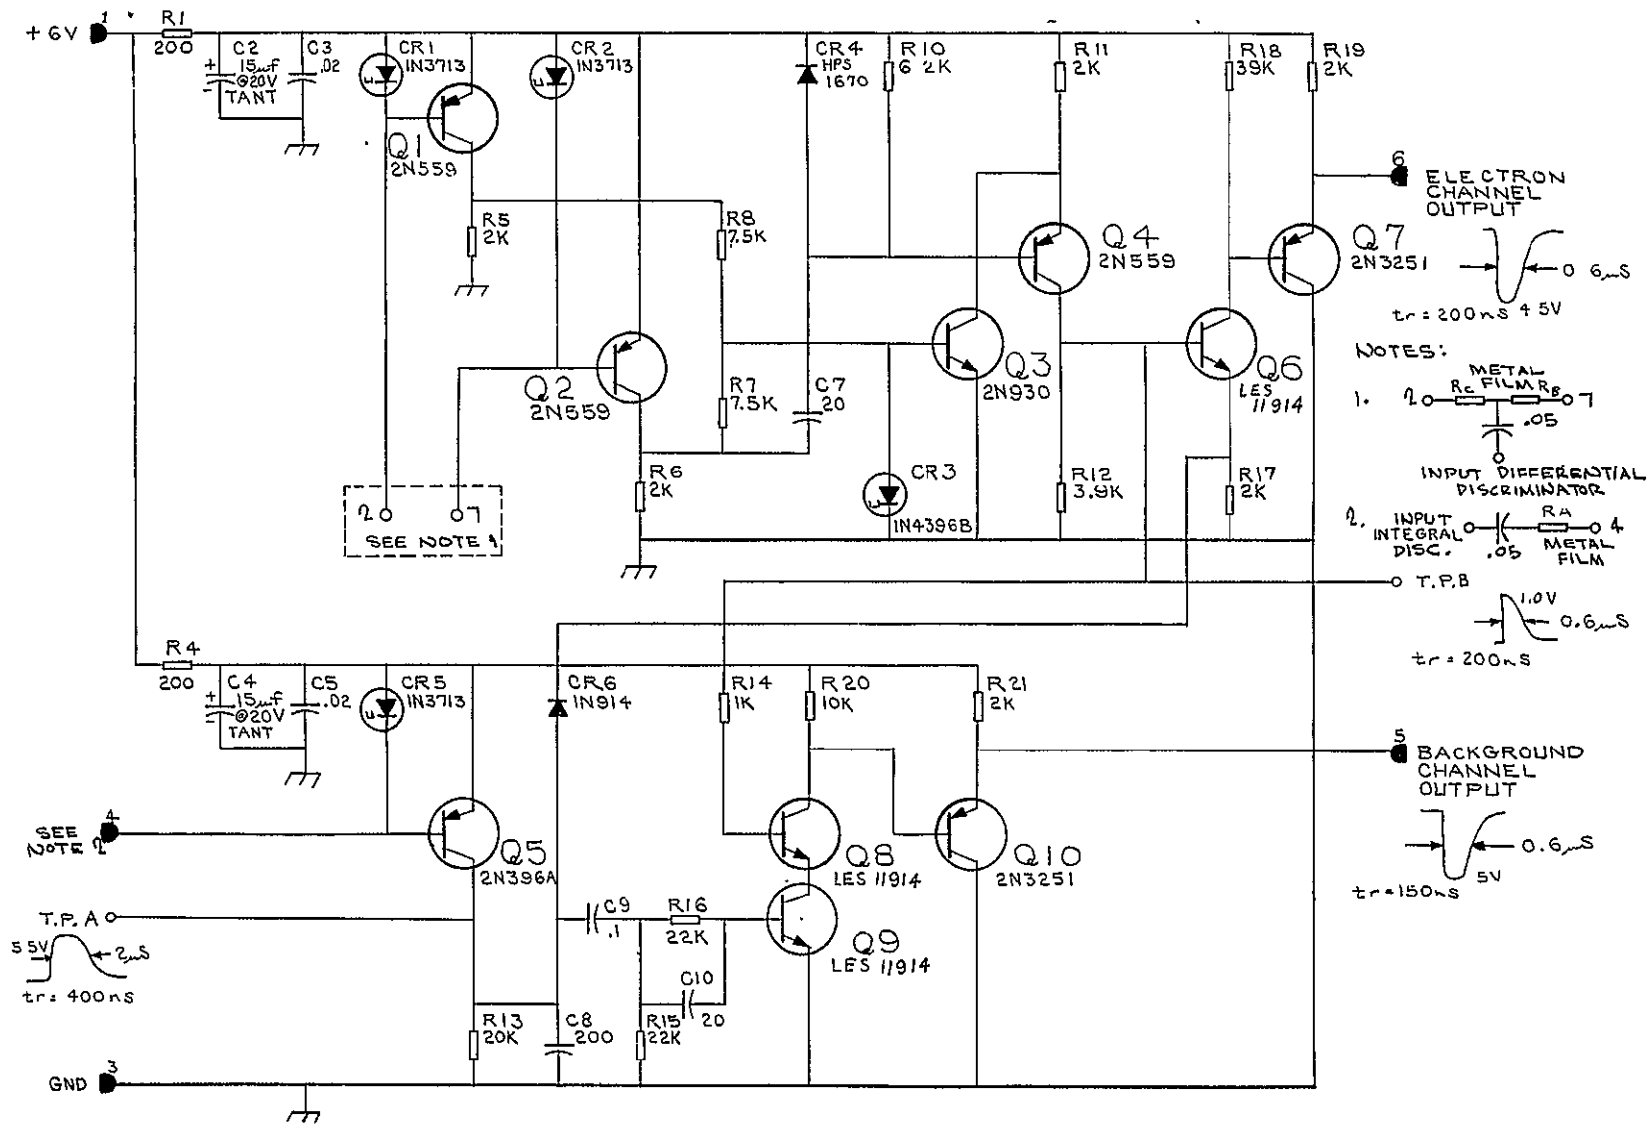 +6V
1
R1
200
C2
15µf
@20V
TANT
+
C3
.02
CR1
1N3713
CR2
1N3713
Q1
2N559
R5
2K
R8
7.5K
CR4
HPS
1670
R10
6 2K
R11
2K
R18
39K
R19
2K
6
ELECTRON
CHANNEL
OUTPUT
0 6µS
tr = 200nS 4 5V
Q4
2N559
Q7
2N3251
Q2
2N559
R7
7.5K
C7
20
Q3
2N930
Q6
LES
11914
R6
2K
CR3
1N4396B
R12
3.9K
R17
2K
2
7
SEE NOTE 1
NOTES:
1.
2
RC
METAL
FILM
RB
7
.05
INPUT DIFFERENTIAL
DISCRIMINATOR
2.
INPUT
INTEGRAL
DISC.
.05
RA
4
METAL
FILM
T.P.B
1.0V
0.6µS
tr = 200nS
R4
200
C4
15µf
@20V
TANT
+
C5
.02
CR5
1N3713
CR6
1N914
R14
1K
R20
10K
R21
2K
5
BACKGROUND
CHANNEL
OUTPUT
0.6µS
5V
tr=150nS
4
SEE
NOTE 2
Q5
2N396A
Q8
LES 11914
Q10
2N3251
T.P. A
5 5V
2µS
tr = 400nS
C9
.1
R16
22K
Q9
LES 11914
C10
20
R13
20K
C8
200
R15
22K
GND
3